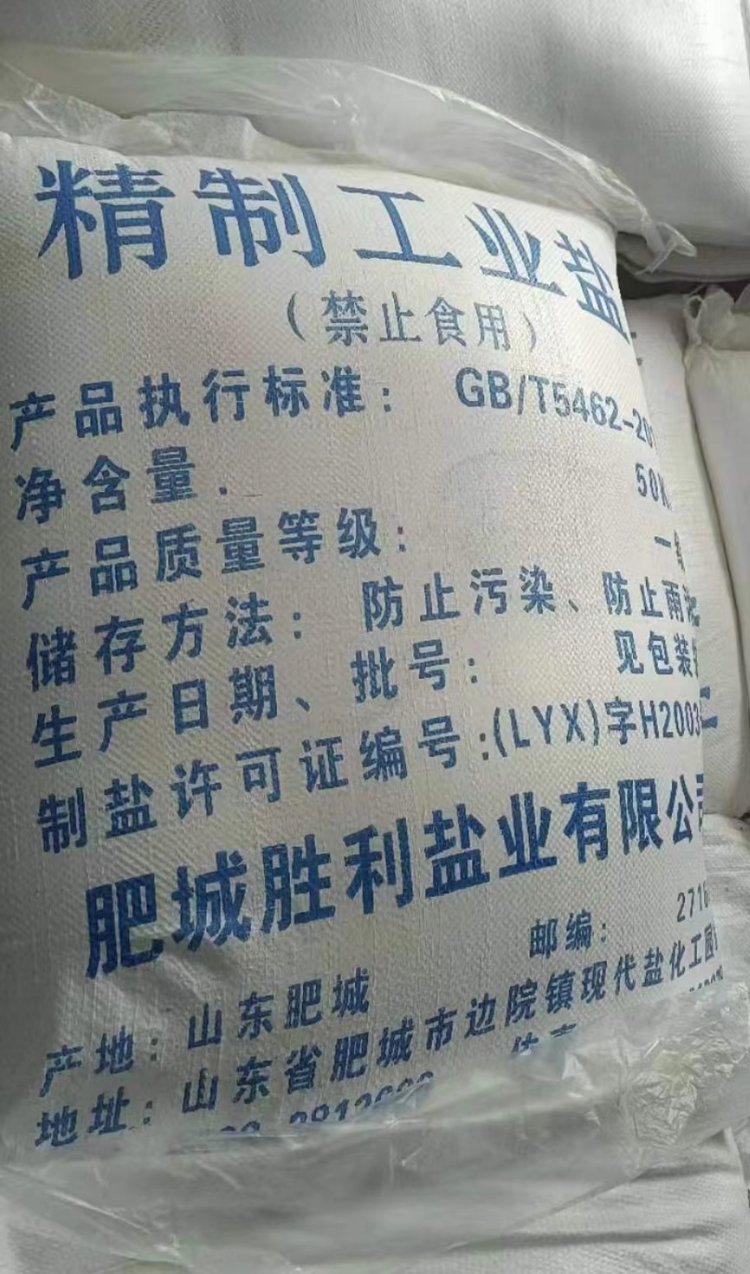 精制工业盐
（禁止食用）
产品执行标准： GB/T5462-20
净含量. 50K
产品质量等级： 一
储存方法： 防止污染、防止雨
生产日期、批号： 见包装
制盐许可证编号:(LYX)字H2003
肥城胜利盐业有限公司
邮编： 271
产地：山东肥城
地址：山东省肥城市边院镇现代盐化工园